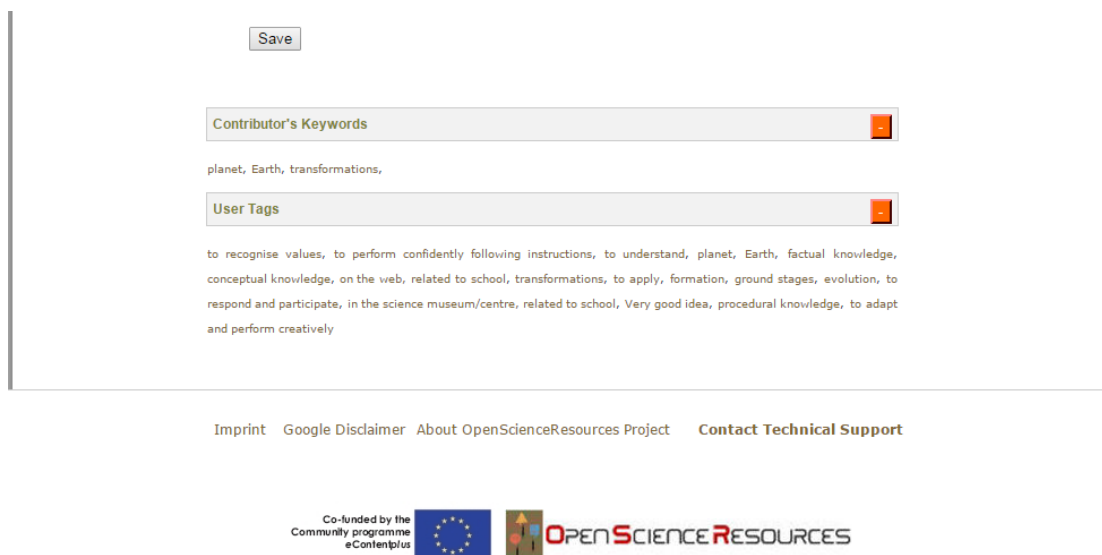 Save
Contributor's Keywords
-
planet, Earth, transformations,
User Tags
-
to recognise values, to perform confidently following instructions, to understand, planet, Earth, factual knowledge,
conceptual knowledge, on the web, related to school, transformations, to apply, formation, ground stages, evolution, to
respond and participate, in the science museum/centre, related to school, Very good idea, procedural knowledge, to adapt
and perform creatively
Imprint Google Disclaimer About OpenScienceResources Project Contact Technical Support
Co-funded by the
Community programme
eContentplus
OPEN SCIENCE RESOURCES